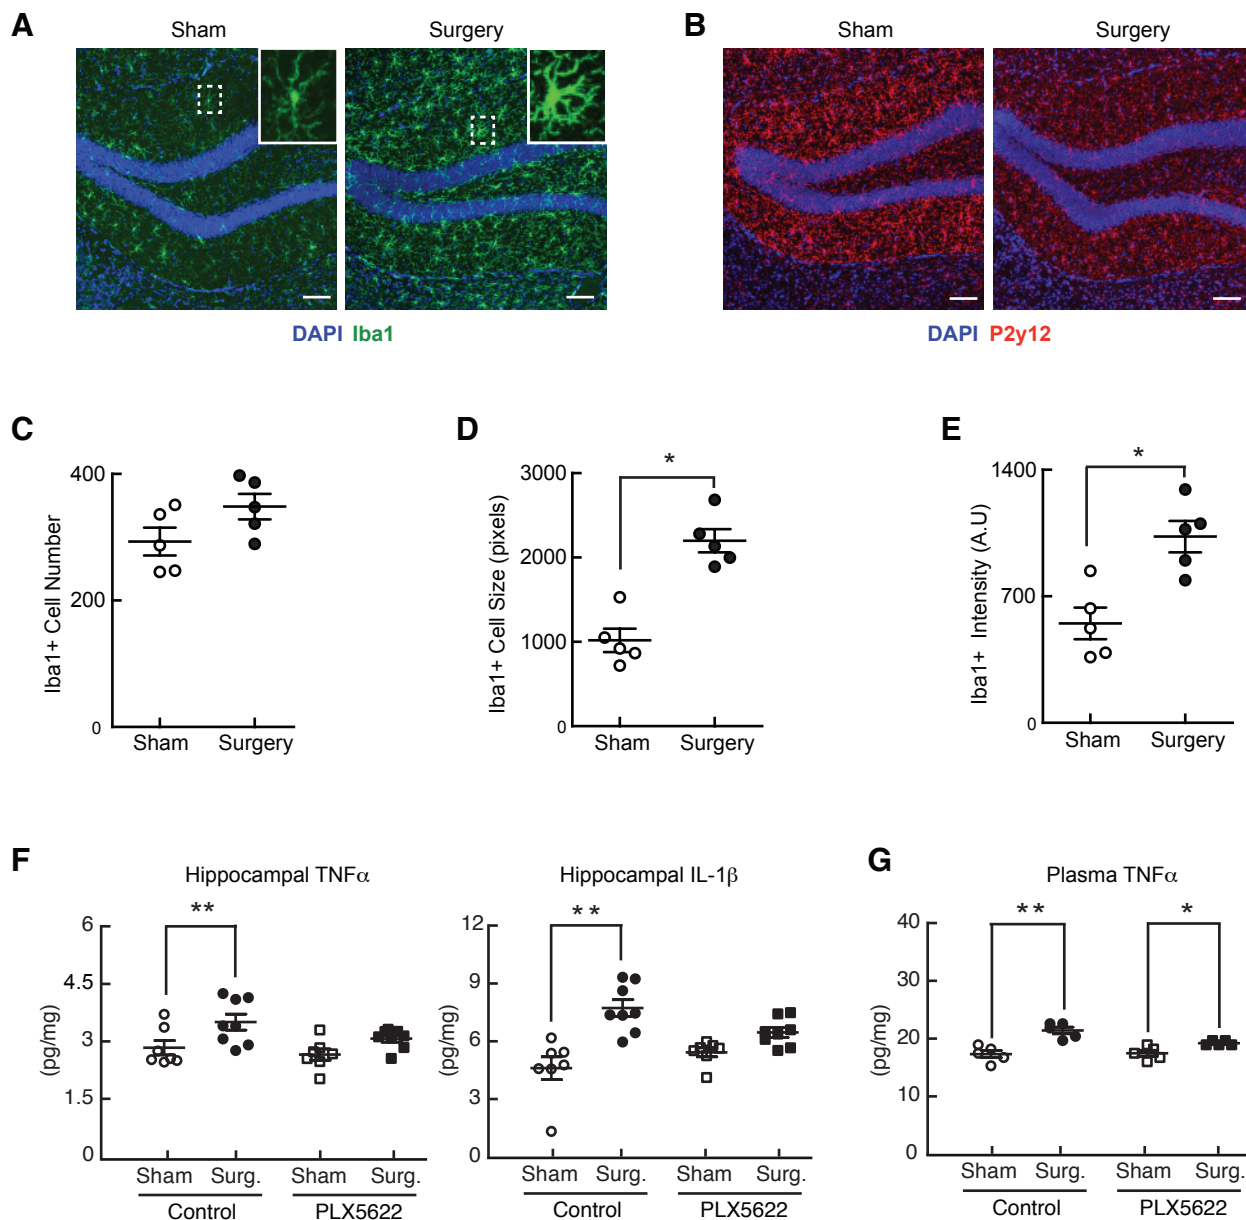 A
Sham
Surgery
DAPI Iba1
B
Sham
Surgery
DAPI P2y12
C
Iba1+ Cell Number
400
200
0
Sham
Surgery
D
Iba1+ Cell Size (pixels)
3000
2000
1000
0
*
Sham
Surgery
E
Iba1+ Intensity (A.U)
1400
700
0
*
Sham
Surgery
F
Hippocampal TNFα
(pg/mg)
6
4.5
3
1.5
0
**
Sham Surg. Sham Surg.
Control PLX5622
Hippocampal IL-1β
(pg/mg)
12
9
6
3
0
**
Sham Surg. Sham Surg.
Control PLX5622
G
Plasma TNFα
(pg/mg)
40
30
20
10
0
** *
Sham Surg. Sham Surg.
Control PLX5622